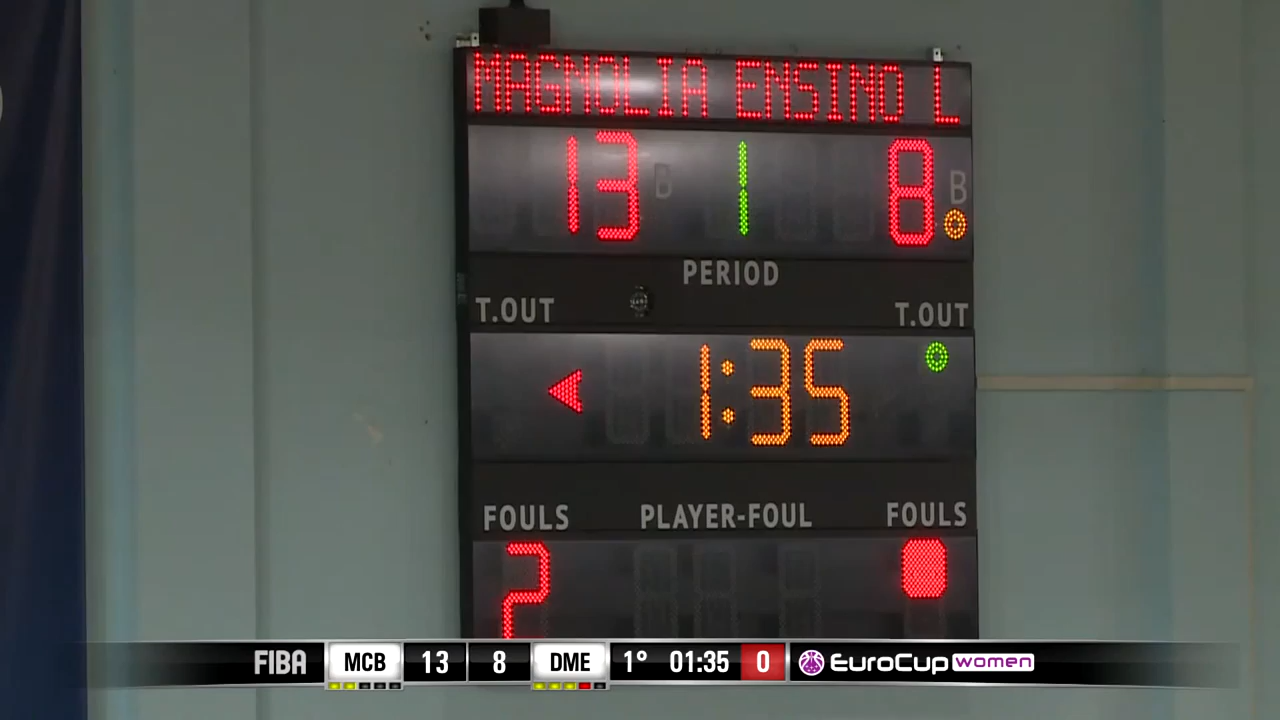 MAGNOLIA ENSINO L
13 B 1 8 B
PERIOD
T.OUT T.OUT
1:35
FOULS PLAYER-FOUL FOULS
2
FIBA MCB 13 8 DME 1° 01:35 0 EUROCUP WOMEN